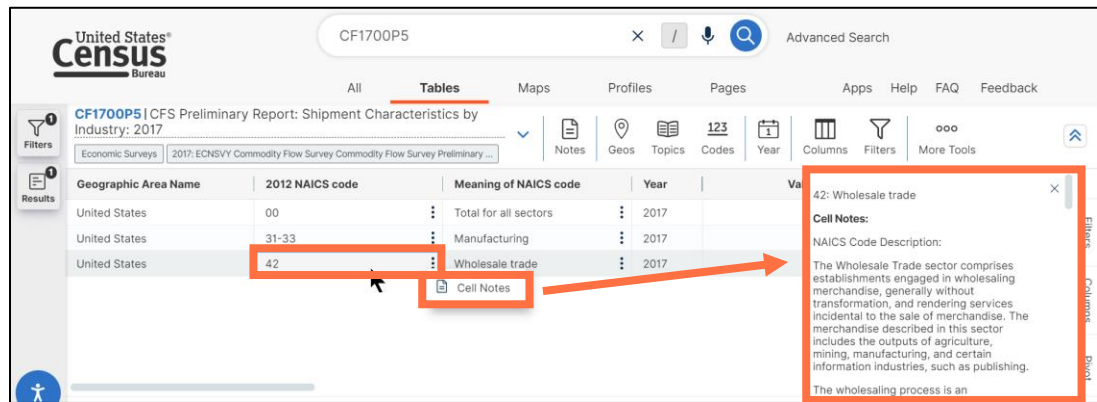 United States®
Census
Bureau
CF1700P5
/
Advanced Search
All Tables Maps Profiles Pages Apps Help FAQ Feedback
1
Filters
CF1700P5 | CFS Preliminary Report: Shipment Characteristics by
Industry: 2017
Economic Surveys 2017: ECNSVY Commodity Flow Survey Commodity Flow Survey Preliminary ...
Notes Geos Topics 123 Codes 1 Year Columns Filters More Tools
0
Results
Geographic Area Name 2012 NAICS code Meaning of NAICS code Year Va
United States 00 Total for all sectors 2017
United States 31-33 Manufacturing 2017
United States 42 Wholesale trade 2017
Cell Notes
42: Wholesale trade
Cell Notes:
NAICS Code Description:
The Wholesale Trade sector comprises
establishments engaged in wholesaling
merchandise, generally without
transformation, and rendering services
incidental to the sale of merchandise. The
merchandise described in this sector
includes the outputs of agriculture,
mining, manufacturing, and certain
information industries, such as publishing.
The wholesaling process is an
Filters
Columns
Pivot